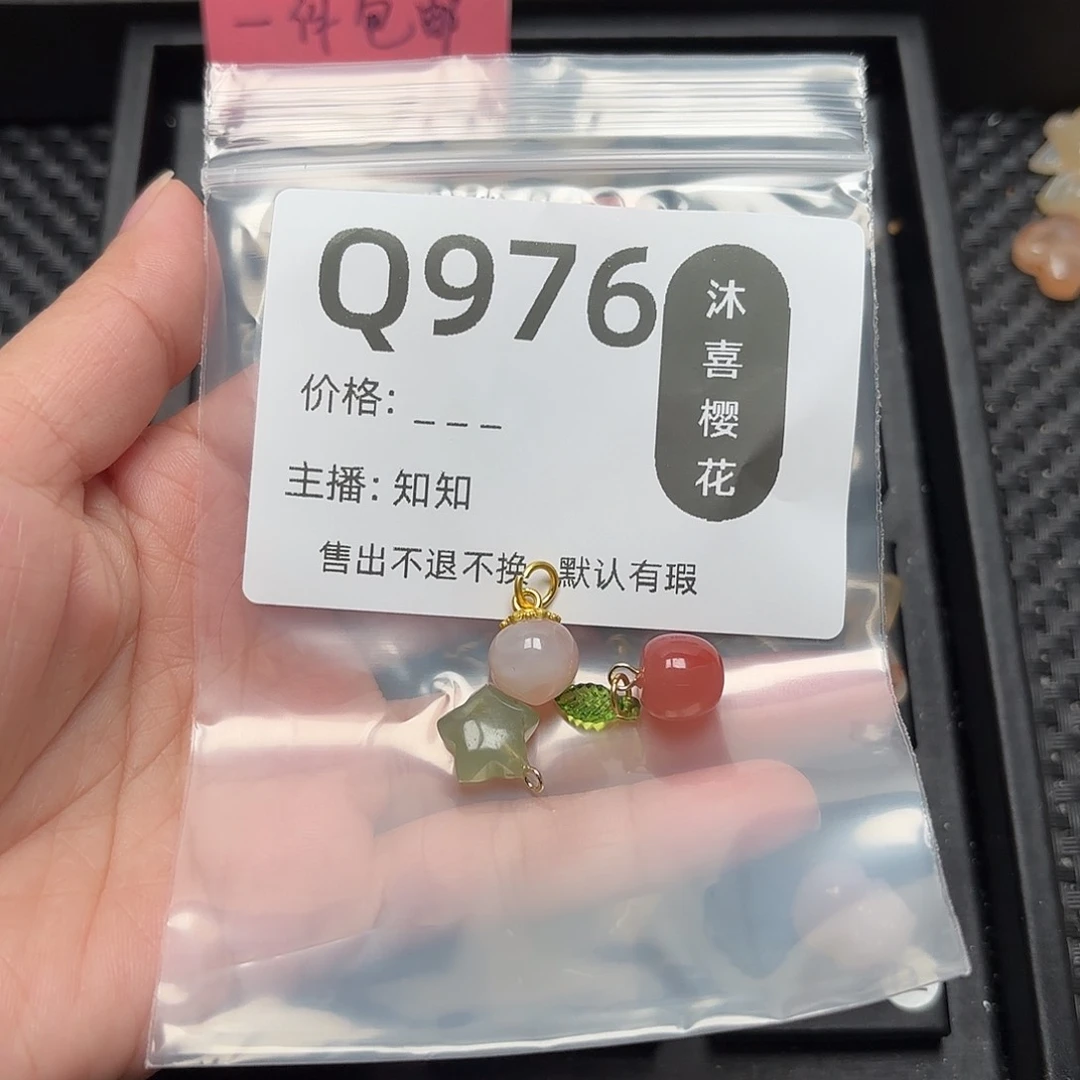 一件包邮
Q976
沐喜樱花
价格: _ _ _
主播: 知知
售出不退不换 默认有瑕